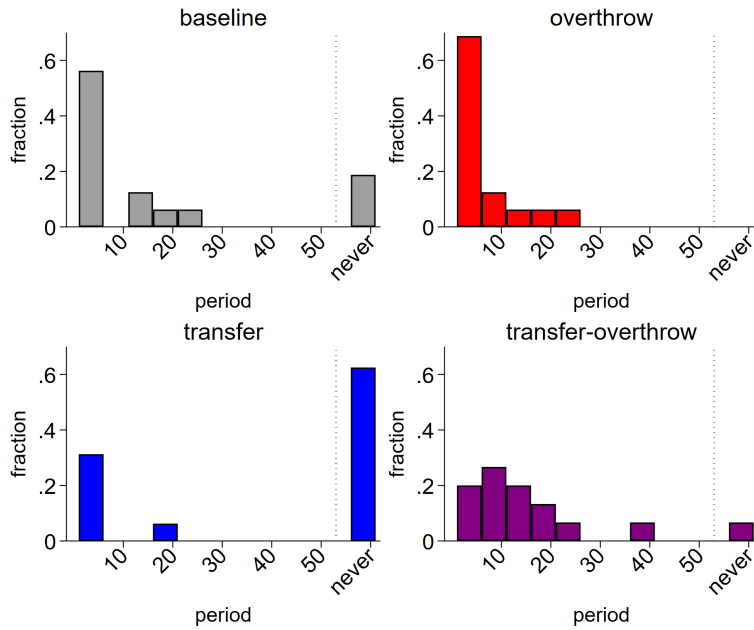 baseline
fraction
.6
.4
.2
0
10
20
30
40
50
never
period
overthrow
fraction
.6
.4
.2
0
10
20
30
40
50
never
period
transfer
fraction
.6
.4
.2
0
10
20
30
40
50
never
period
transfer-overthrow
fraction
.6
.4
.2
0
10
20
30
40
50
never
period